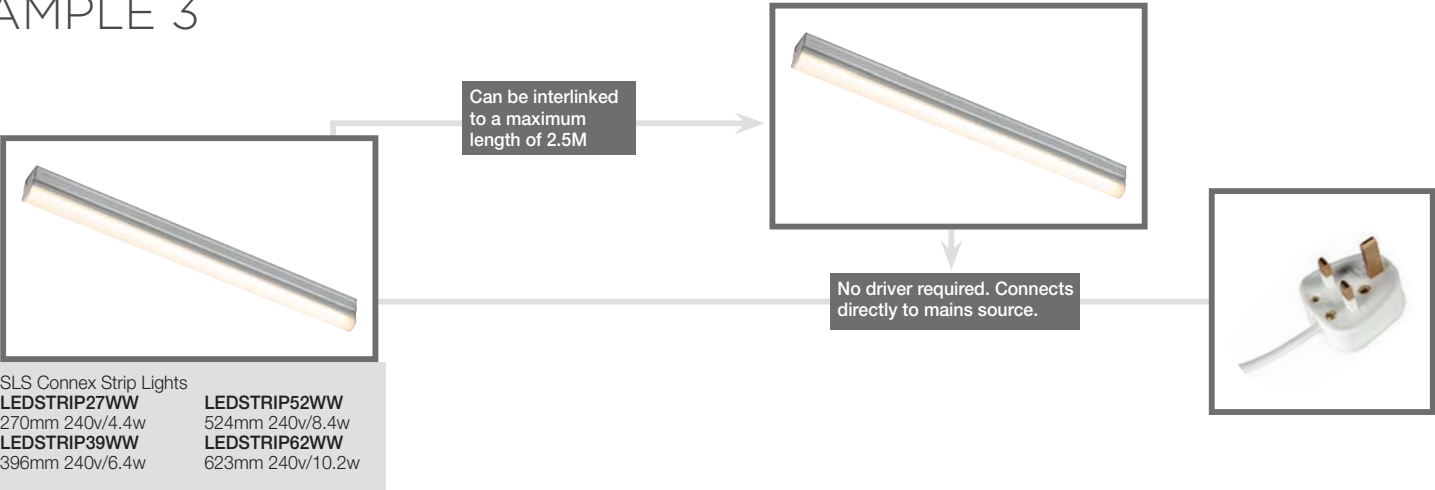 AMPLE 3
Can be interlinked
to a maximum
length of 2.5M
No driver required. Connects
directly to mains source.
SLS Connex Strip Lights
LEDSTRIP27WW
270mm 240v/4.4w
LEDSTRIP39WW
396mm 240v/6.4w
LEDSTRIP52WW
524mm 240v/8.4w
LEDSTRIP62WW
623mm 240v/10.2w